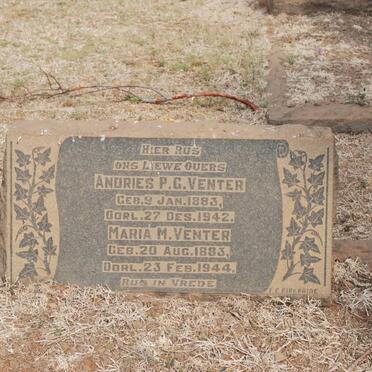 HIER RUS
ONS LIEWE OUERS
ANDRIES P.G. VENTER
GEB. 9 JAN. 1883,
OORL. 27 DES. 1942.
MARIA M. VENTER
GEB. 20 AUG. 1883,
OORL. 23 FEB. 1944.
RUS IN VREDE